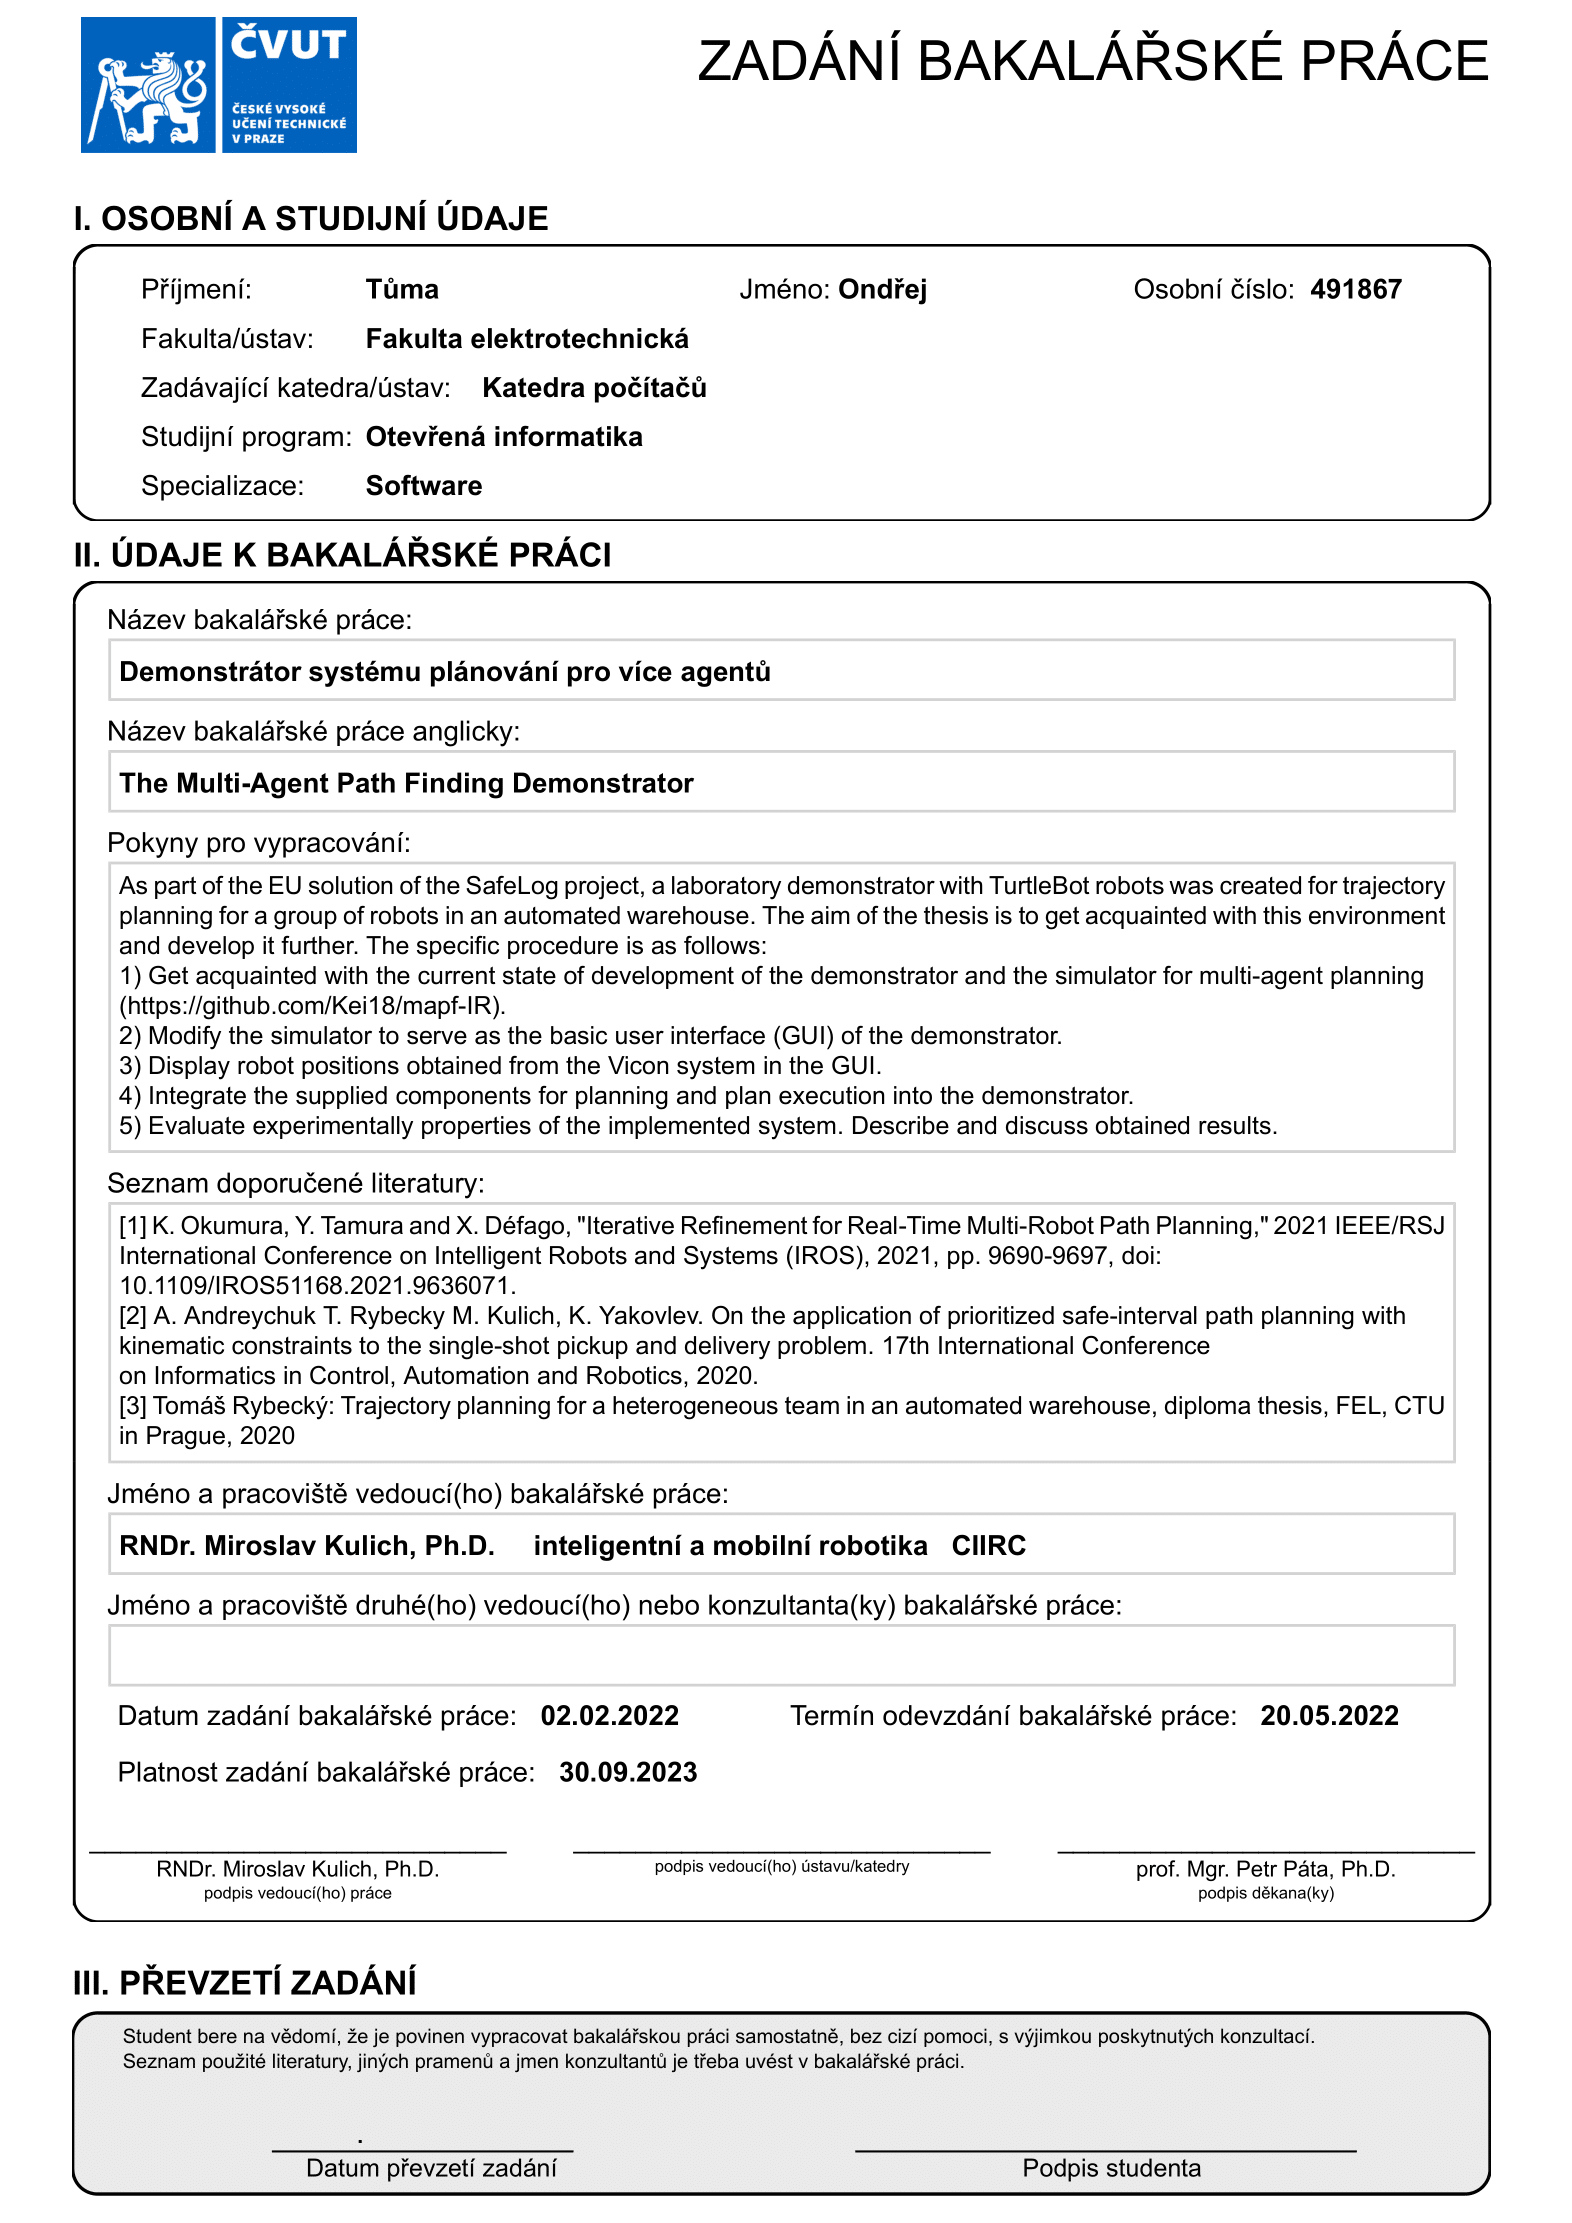 ČVUT
ČESKÉ VYSOKÉ
UČENÍ TECHNICKÉ
V PRAZE
ZADÁNÍ BAKALÁŘSKÉ PRÁCE
I. OSOBNÍ A STUDIJNÍ ÚDAJE
Příjmení: Tůma Jméno: Ondřej Osobní číslo: 491867
Fakulta/ústav: Fakulta elektrotechnická
Zadávající katedra/ústav: Katedra počítačů
Studijní program: Otevřená informatika
Specializace: Software
II. ÚDAJE K BAKALÁŘSKÉ PRÁCI
Název bakalářské práce:
Demonstrátor systému plánování pro více agentů
Název bakalářské práce anglicky:
The Multi-Agent Path Finding Demonstrator
Pokyny pro vypracování:
As part of the EU solution of the SafeLog project, a laboratory demonstrator with TurtleBot robots was created for trajectory
planning for a group of robots in an automated warehouse. The aim of the thesis is to get acquainted with this environment
and develop it further. The specific procedure is as follows:
1) Get acquainted with the current state of development of the demonstrator and the simulator for multi-agent planning
(https://github.com/Kei18/mapf-IR).
2) Modify the simulator to serve as the basic user interface (GUI) of the demonstrator.
3) Display robot positions obtained from the Vicon system in the GUI.
4) Integrate the supplied components for planning and plan execution into the demonstrator.
5) Evaluate experimentally properties of the implemented system. Describe and discuss obtained results.
Seznam doporučené literatury:
[1] K. Okumura, Y. Tamura and X. Défago, "Iterative Refinement for Real-Time Multi-Robot Path Planning," 2021 IEEE/RSJ
International Conference on Intelligent Robots and Systems (IROS), 2021, pp. 9690-9697, doi:
10.1109/IROS51168.2021.9636071.
[2] A. Andreychuk T. Rybecky M. Kulich, K. Yakovlev. On the application of prioritized safe-interval path planning with
kinematic constraints to the single-shot pickup and delivery problem. 17th International Conference
on Informatics in Control, Automation and Robotics, 2020.
[3] Tomáš Rybecký: Trajectory planning for a heterogeneous team in an automated warehouse, diploma thesis, FEL, CTU
in Prague, 2020
Jméno a pracoviště vedoucí(ho) bakalářské práce:
RNDr. Miroslav Kulich, Ph.D. inteligentní a mobilní robotika CIIRC
Jméno a pracoviště druhé(ho) vedoucí(ho) nebo konzultanta(ky) bakalářské práce:
Datum zadání bakalářské práce: 02.02.2022 Termín odevzdání bakalářské práce: 20.05.2022
Platnost zadání bakalářské práce: 30.09.2023
RNDr. Miroslav Kulich, Ph.D.
podpis vedoucí(ho) práce
podpis vedoucí(ho) ústavu/katedry
prof. Mgr. Petr Páta, Ph.D.
podpis děkana(ky)
III. PŘEVZETÍ ZADÁNÍ
Student bere na vědomí, že je povinen vypracovat bakalářskou práci samostatně, bez cizí pomoci, s výjimkou poskytnutých konzultací.
Seznam použité literatury, jiných pramenů a jmen konzultantů je třeba uvést v bakalářské práci.
.
Datum převzetí zadání Podpis studenta